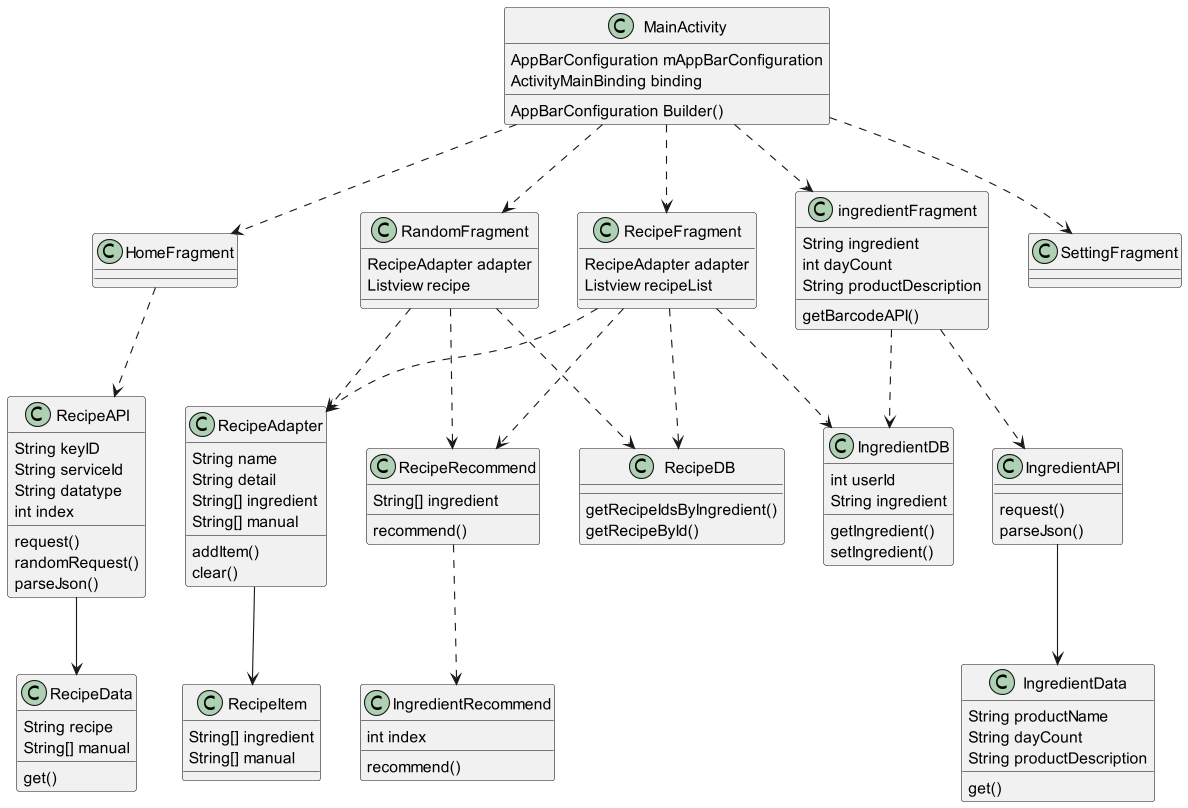 C MainActivity
AppBarConfiguration mAppBarConfiguration
ActivityMainBinding binding
AppBarConfiguration Builder()
C HomeFragment
C RandomFragment
RecipeAdapter adapter
Listview recipe
C RecipeFragment
RecipeAdapter adapter
Listview recipeList
C ingredientFragment
String ingredient
int dayCount
String productDescription
getBarcodeAPI()
C SettingFragment
C RecipeAPI
String keyID
String serviceId
String datatype
int index
request()
randomRequest()
parseJson()
C RecipeAdapter
String name
String detail
String[] ingredient
String[] manual
addItem()
clear()
C RecipeRecommend
String[] ingredient
recommend()
C RecipeDB
getRecipeIdsByIngredient()
getRecipeById()
C IngredientDB
int userId
String ingredient
getIngredient()
setIngredient()
C IngredientAPI
request()
parseJson()
C RecipeData
String recipe
String[] manual
get()
C RecipeItem
String[] ingredient
String[] manual
C IngredientRecommend
int index
recommend()
C IngredientData
String productName
String dayCount
String productDescription
get()